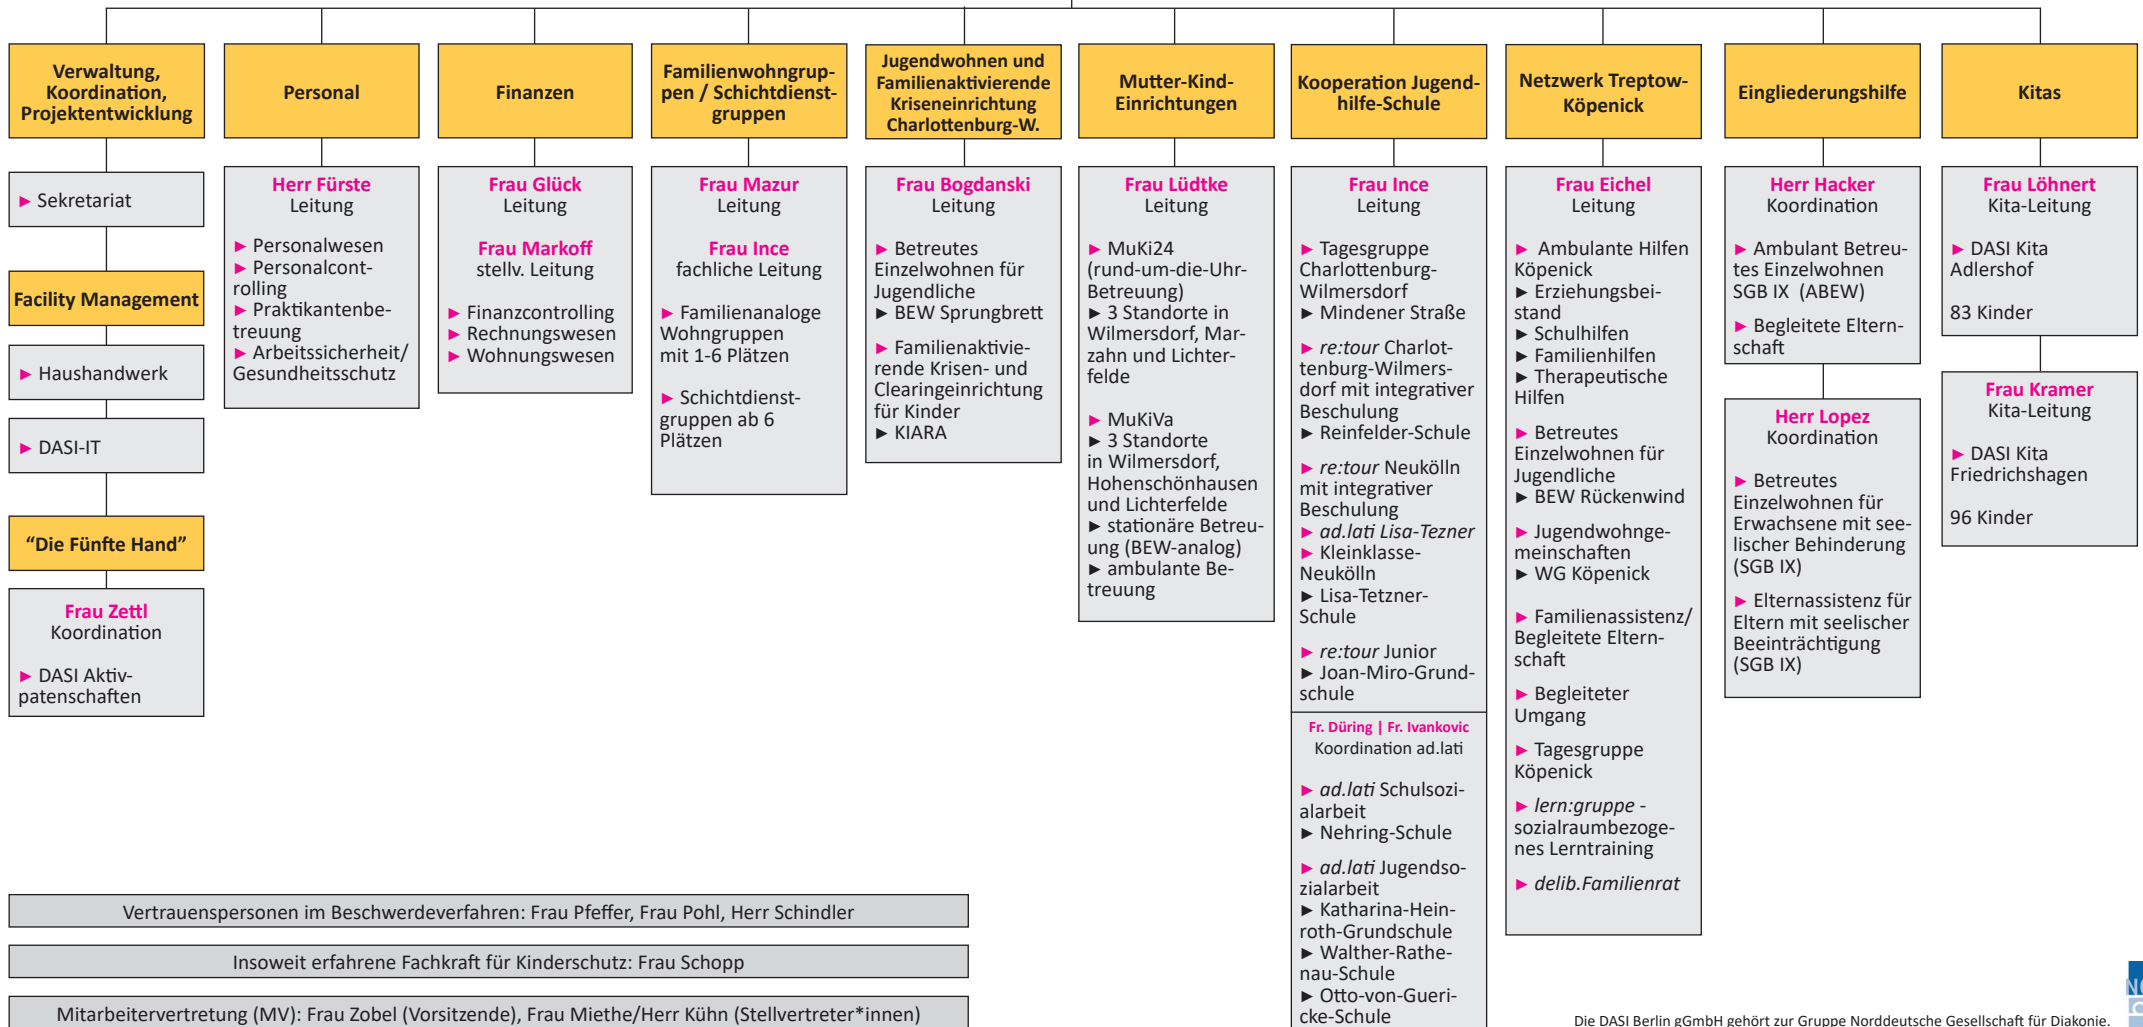 Verwaltung,
Koordination,
Projektentwicklung
► Sekretariat
Facility Management
► Haushandwerk
► DASI-IT
"Die Fünfte Hand"
Frau Zettl
Koordination
► DASI Aktiv-
patenschaften
Personal
Herr Fürste
Leitung
► Personalwesen
► Personalcont-
rolling
► Praktikantenbe-
treuung
► Arbeitssicherheit/
Gesundheitsschutz
Finanzen
Frau Glück
Leitung
Frau Markoff
stellv. Leitung
► Finanzcontrolling
► Rechnungswesen
► Wohnungswesen
Familienwohngrup-
pen / Schichtdienst-
gruppen
Frau Mazur
Leitung
Frau Ince
fachliche Leitung
► Familienanaloge
Wohngruppen
mit 1-6 Plätzen
► Schichtdienst-
gruppen ab 6
Plätzen
Jugendwohnen und
Familienaktivierende
Kriseneinrichtung
Charlottenburg-W.
Frau Bogdanski
Leitung
► Betreutes
Einzelwohnen für
Jugendliche
► BEW Sprungbrett
► Familienaktivie-
rende Krisen- und
Clearingeinrichtung
für Kinder
► KIARA
Mutter-Kind-
Einrichtungen
Frau Lüdtke
Leitung
► MuKi24
(rund-um-die-Uhr-
Betreuung)
► 3 Standorte in
Wilmersdorf, Mar-
zahn und Lichter-
felde
► MuKiVa
► 3 Standorte
in Wilmersdorf,
Hohenschönhausen
und Lichterfelde
► stationäre Betreu-
ung (BEW-analog)
► ambulante Be-
treuung
Kooperation Jugend-
hilfe-Schule
Frau Ince
Leitung
► Tagesgruppe
Charlottenburg-
Wilmersdorf
► Mindener Straße
► re:tour Charlot-
tenburg-Wilmers-
dorf mit integrativer
Beschulung
► Reinfelder-Schule
► re:tour Neukölln
mit integrativer
Beschulung
► ad.lati Lisa-Tezner
► Kleinklasse-
Neukölln
► Lisa-Tetzner-
Schule
► re:tour Junior
► Joan-Miro-Grund-
schule
Fr. Düring | Fr. Ivankovic
Koordination ad.lati
► ad.lati Schulsozi-
alarbeit
► Nehring-Schule
► ad.lati Jugendso-
zialarbeit
► Katharina-Hein-
roth-Grundschule
► Walther-Rathe-
nau-Schule
► Otto-von-Gueri-
cke-Schule
Netzwerk Treptow-
Köpenick
Frau Eichel
Leitung
► Ambulante Hilfen
Köpenick
► Erziehungsbei-
stand
► Schulhilfen
► Familienhilfen
► Therapeutische
Hilfen
► Betreutes
Einzelwohnen für
Jugendliche
► BEW Rückenwind
► Jugendwohnge-
meinschaften
► WG Köpenick
► Familienassistenz/
Begleitete Eltern-
schaft
► Begleiteter
Umgang
► Tagesgruppe
Köpenick
► lern:gruppe -
sozialraumbezoge-
nes Lerntraining
► delib.Familienrat
Eingliederungshilfe
Herr Hacker
Koordination
► Ambulant Betreu-
tes Einzelwohnen
SGB IX (ABEW)
► Begleitete Eltern-
schaft
Herr Lopez
Koordination
► Betreutes
Einzelwohnen für
Erwachsene mit see-
lischer Behinderung
(SGB IX)
► Elternassistenz für
Eltern mit seelischer
Beeinträchtigung
(SGB IX)
Kitas
Frau Löhnert
Kita-Leitung
► DASI Kita
Adlershof
83 Kinder
Frau Kramer
Kita-Leitung
► DASI Kita
Friedrichshagen
96 Kinder
Vertrauenspersonen im Beschwerdeverfahren: Frau Pfeffer, Frau Pohl, Herr Schindler
Insoweit erfahrene Fachkraft für Kinderschutz: Frau Schopp
Mitarbeitervertretung (MV): Frau Zobel (Vorsitzende), Frau Miethe/Herr Kühn (Stellvertreter*innen)
Die DASI Berlin gGmbH gehört zur Gruppe Norddeutsche Gesellschaft für Diakonie.